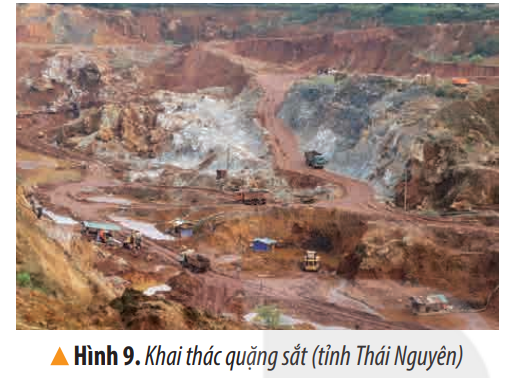 ▲ Hình 9. Khai thác quặng sắt (tỉnh Thái Nguyên)